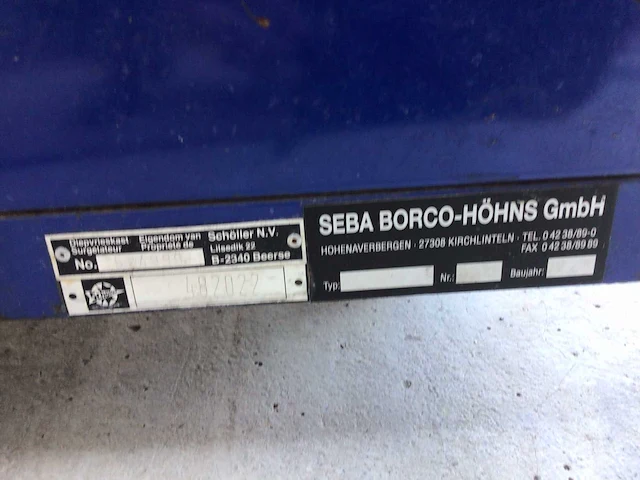 Diepvrieskast Eigendom van Schöller N.V.
Surgelateur Propriété de Lilsedik 22
No. B-2340 Beerse
482022
SEBA BORCO-HÖHNS GmbH
HOHENAVERBERGEN · 27308 KIRCHLINTELN · TEL. 0 42 38/89-0
FAX 0 42 38/89 89
Typ: Nr.: Baujahr: